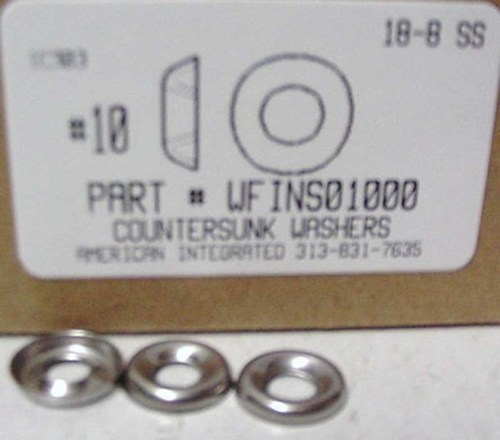 18-8 SS
#10
PART # WFINS01000
COUNTERSUNK WASHERS
AMERICAN INTEGRATED 313-831-7635